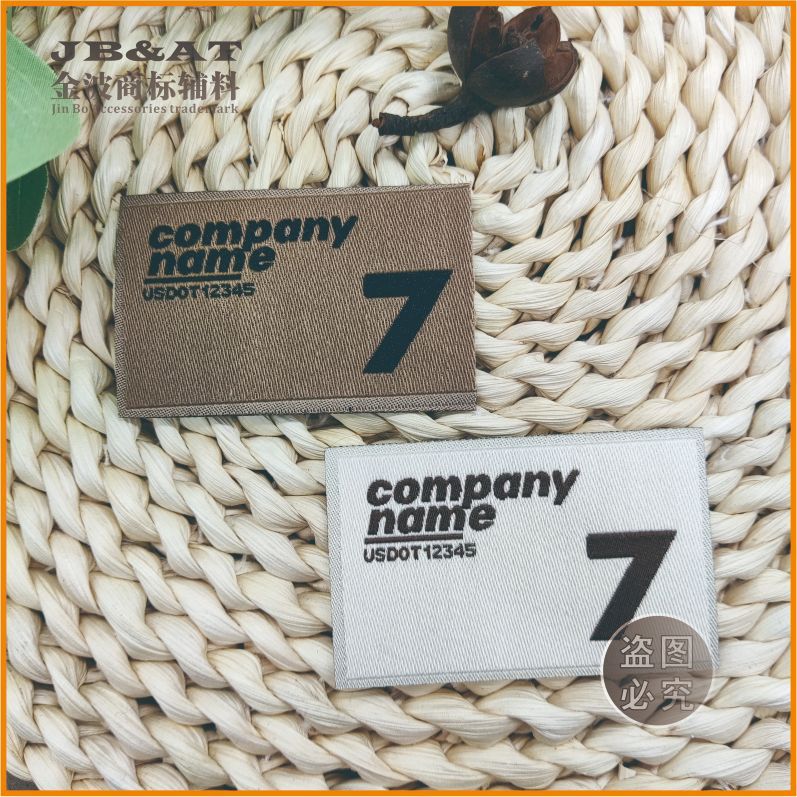 JB&AT
金波商标辅料
Jin Bo Accessories trademark
company
name
USDOT12345
7
company
name
USDOT12345
7
盗图
必究